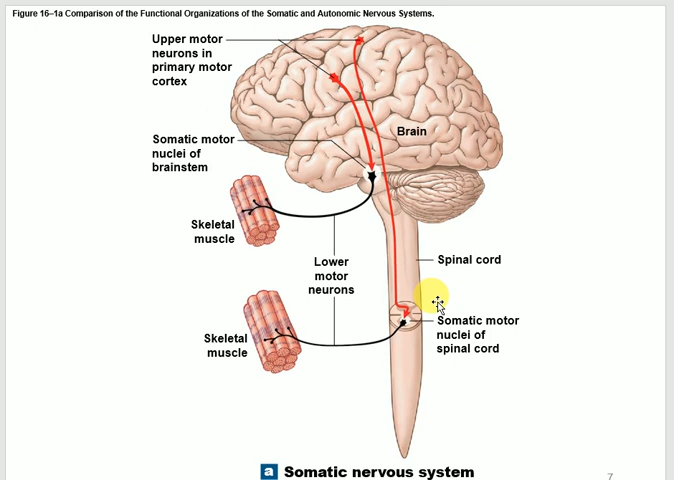 Figure 16–1a Comparison of the Functional Organizations of the Somatic and Autonomic Nervous Systems.
Upper motor
neurons in
primary motor
cortex
Brain
Somatic motor
nuclei of
brainstem
Skeletal
muscle
Lower
motor
neurons
Spinal cord
Somatic motor
nuclei of
spinal cord
Skeletal
muscle
a Somatic nervous system
7